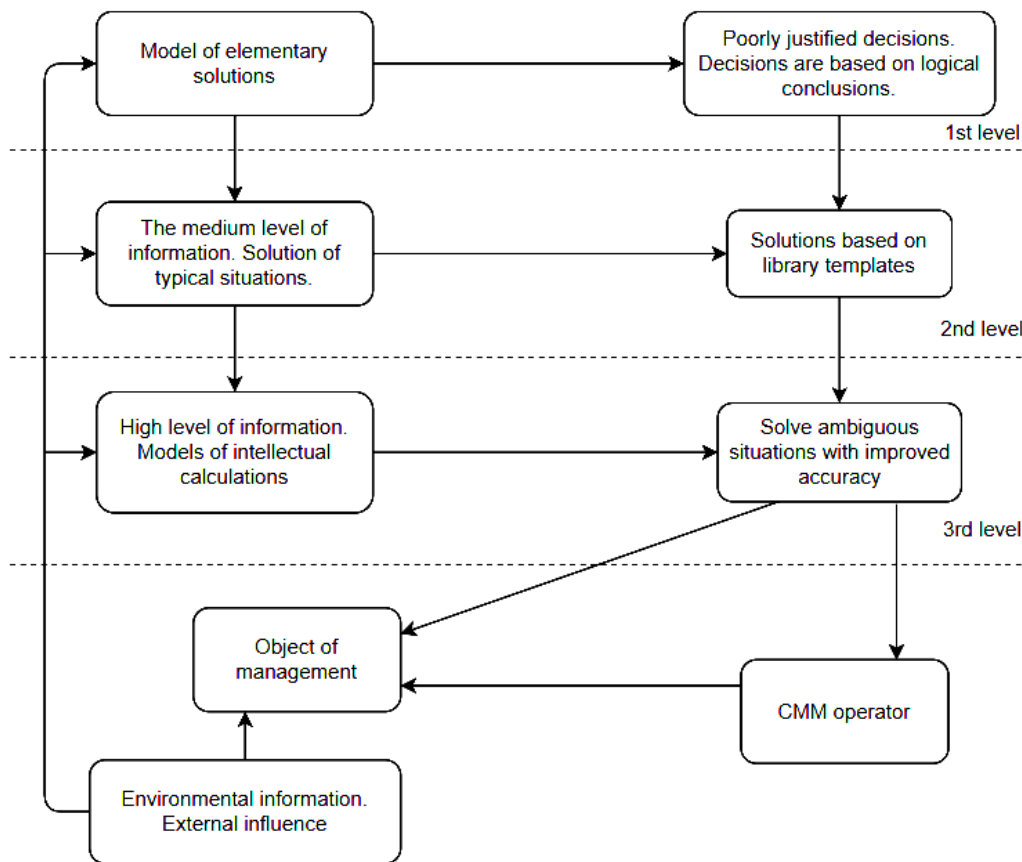 Model of elementary
solutions
Poorly justified decisions.
Decisions are based on logical
conclusions.
1st level
The medium level of
information. Solution of
typical situations.
Solutions based on
library templates
2nd level
High level of information.
Models of intellectual
calculations
Solve ambiguous
situations with improved
accuracy
3rd level
Object of
management
CMM operator
Environmental information.
External influence